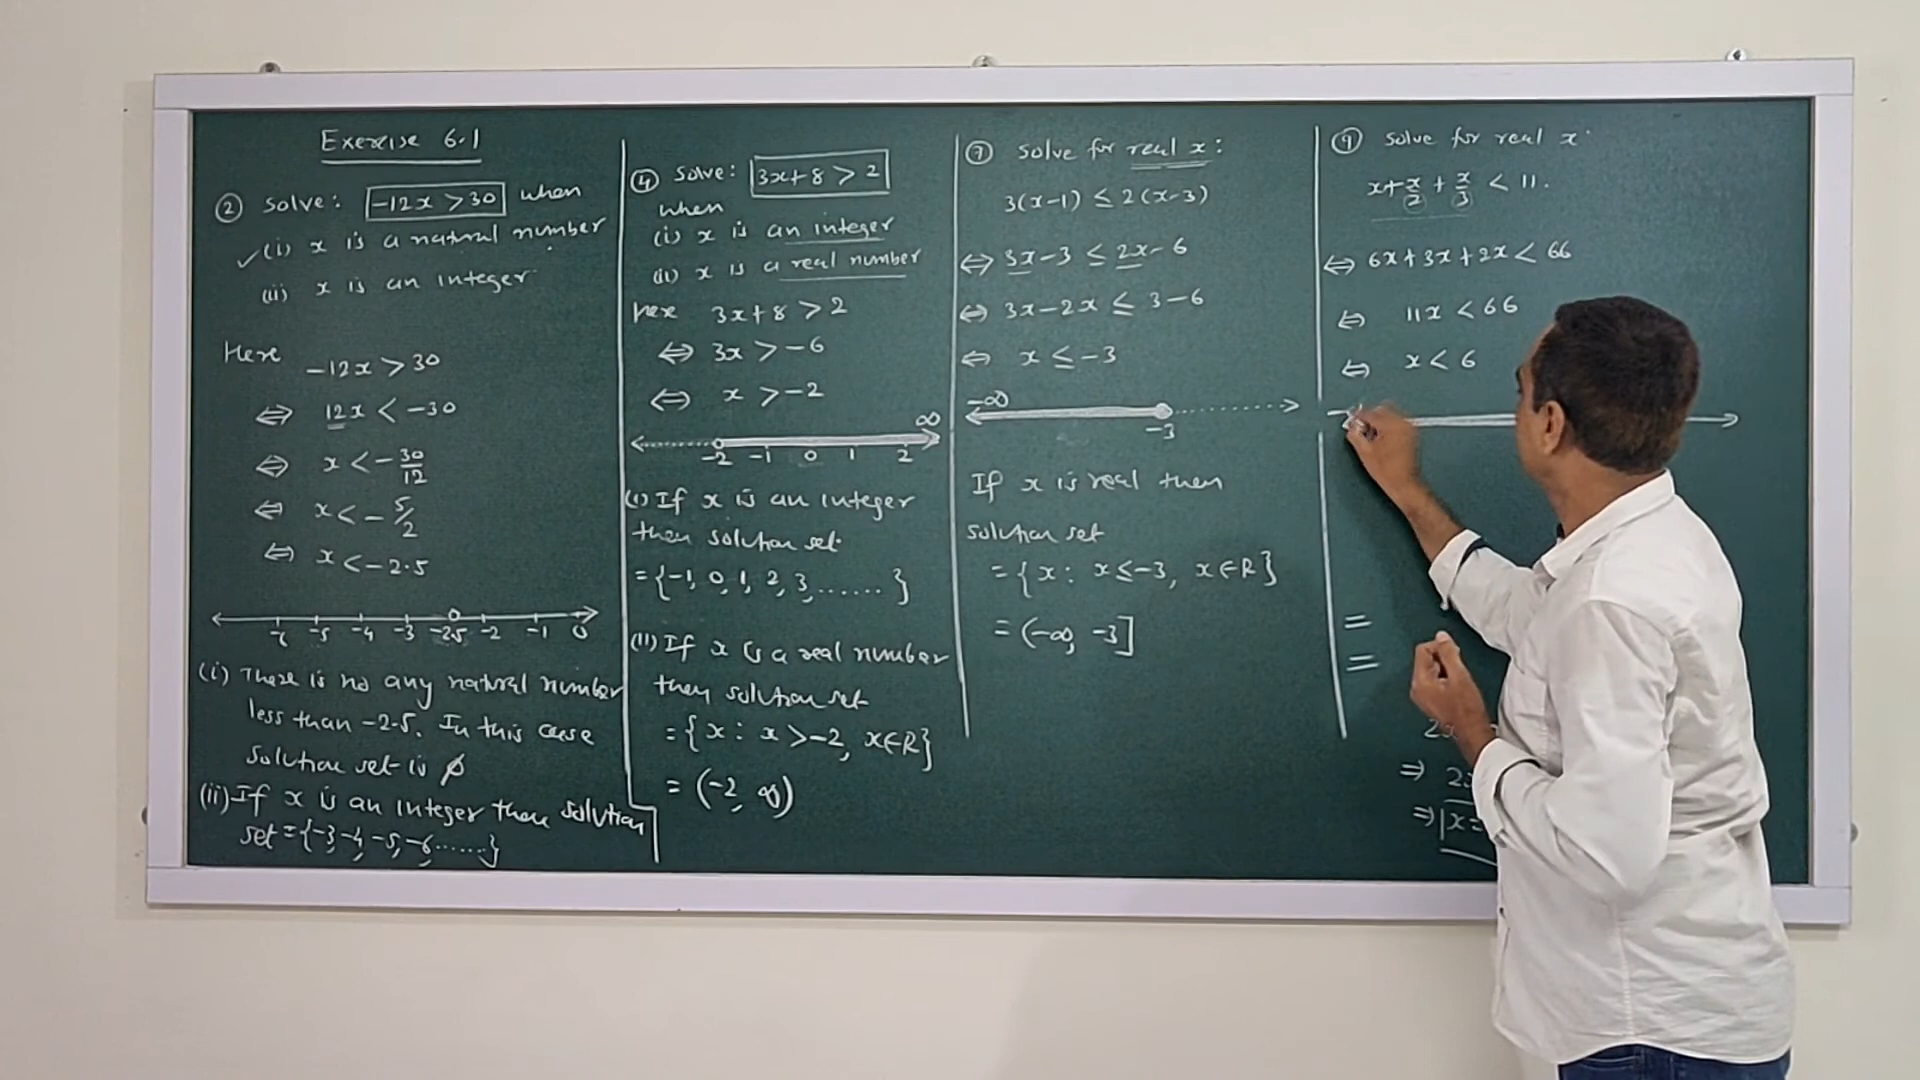 Exercise 6.1
② Solve: -12x > 30 when
✓(i) x is a natural number
(ii) x is an integer
Here -12x > 30
⇔ 12x < -30
⇔ x < -30/12
⇔ x < -5/2
⇔ x < -2.5
-5 -4 -3 -2.5 -2 -1 0
(i) There is no any natural number
less than -2.5. In this case
solution set is ϕ
(ii) If x is an integer then solution
set = {-3, -4, -5, -6, ......}
④ Solve: 3x+8 > 2
when
(i) x is an integer
(ii) x is a real number
here 3x+8 > 2
⇔ 3x > -6
⇔ x > -2
∞
-2 -1 0 1 2
(i) If x is an integer
then solution set
= {-1, 0, 1, 2, 3, ......}
(ii) If x is a real number
then solution set
= {x : x > -2, x∈R}
= (-2, ∞)
⑦ Solve for real x:
3(x-1) ≤ 2(x-3)
⇔ 3x-3 ≤ 2x-6
⇔ 3x-2x ≤ 3-6
⇔ x ≤ -3
-∞
-3
If x is real then
solution set
= {x : x ≤ -3, x∈R}
= (-∞, -3]
⑨ Solve for real x
x + x/2 + x/3 < 11.
⇔ 6x+3x+2x < 66
⇔ 11x < 66
⇔ x < 6
=
=
⇒
⇒ x=